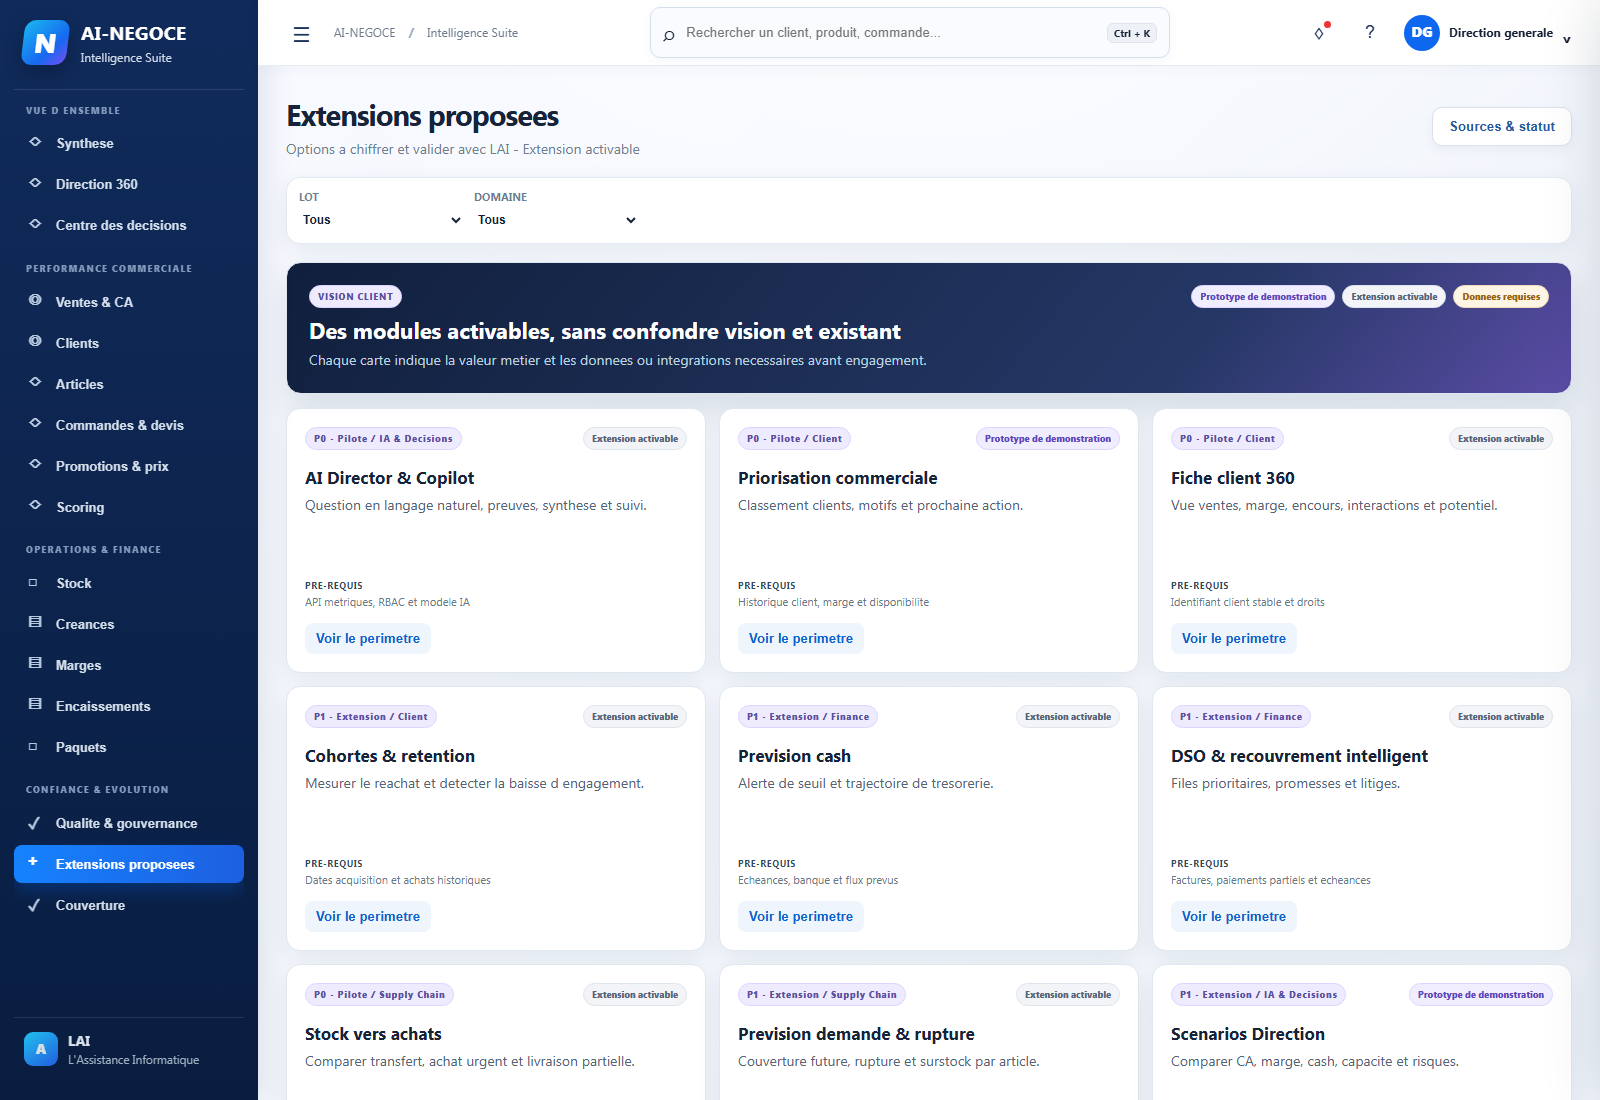 AI-NEGOCE
Intelligence Suite
VUE D ENSEMBLE
Synthese
Direction 360
Centre des decisions
PERFORMANCE COMMERCIALE
Ventes & CA
Clients
Articles
Commandes & devis
Promotions & prix
Scoring
OPERATIONS & FINANCE
Stock
Creances
Marges
Encaissements
Paquets
CONFIANCE & EVOLUTION
Qualite & gouvernance
Extensions proposees
Couverture
A
LAI
L'Assistance Informatique
AI-NEGOCE / Intelligence Suite
Rechercher un client, produit, commande... Ctrl + K
? DG Direction generale v
Extensions proposees
Options a chiffrer et valider avec LAI - Extension activable
Sources & statut
LOT DOMAINE
Tous Tous
VISION CLIENT
Prototype de demonstration Extension activable Donnees requises
Des modules activables, sans confondre vision et existant
Chaque carte indique la valeur metier et les donnees ou integrations necessaires avant engagement.
P0 - Pilote / IA & Decisions Extension activable
AI Director & Copilot
Question en langage naturel, preuves, synthese et suivi.
PRE-REQUIS
API metriques, RBAC et modele IA
Voir le perimetre
P0 - Pilote / Client Prototype de demonstration
Priorisation commerciale
Classement clients, motifs et prochaine action.
PRE-REQUIS
Historique client, marge et disponibilite
Voir le perimetre
P0 - Pilote / Client Extension activable
Fiche client 360
Vue ventes, marge, encours, interactions et potentiel.
PRE-REQUIS
Identifiant client stable et droits
Voir le perimetre
P1 - Extension / Client Extension activable
Cohortes & retention
Mesurer le reachat et detecter la baisse d engagement.
PRE-REQUIS
Dates acquisition et achats historiques
Voir le perimetre
P1 - Extension / Finance Extension activable
Prevision cash
Alerte de seuil et trajectoire de tresorerie.
PRE-REQUIS
Echeances, banque et flux prevus
Voir le perimetre
P1 - Extension / Finance Extension activable
DSO & recouvrement intelligent
Files prioritaires, promesses et litiges.
PRE-REQUIS
Factures, paiements partiels et echeances
Voir le perimetre
P0 - Pilote / Supply Chain Extension activable
Stock vers achats
Comparer transfert, achat urgent et livraison partielle.
P1 - Extension / Supply Chain Extension activable
Prevision demande & rupture
Couverture future, rupture et surstock par article.
P1 - Extension / IA & Decisions Prototype de demonstration
Scenarios Direction
Comparer CA, marge, cash, capacite et risques.